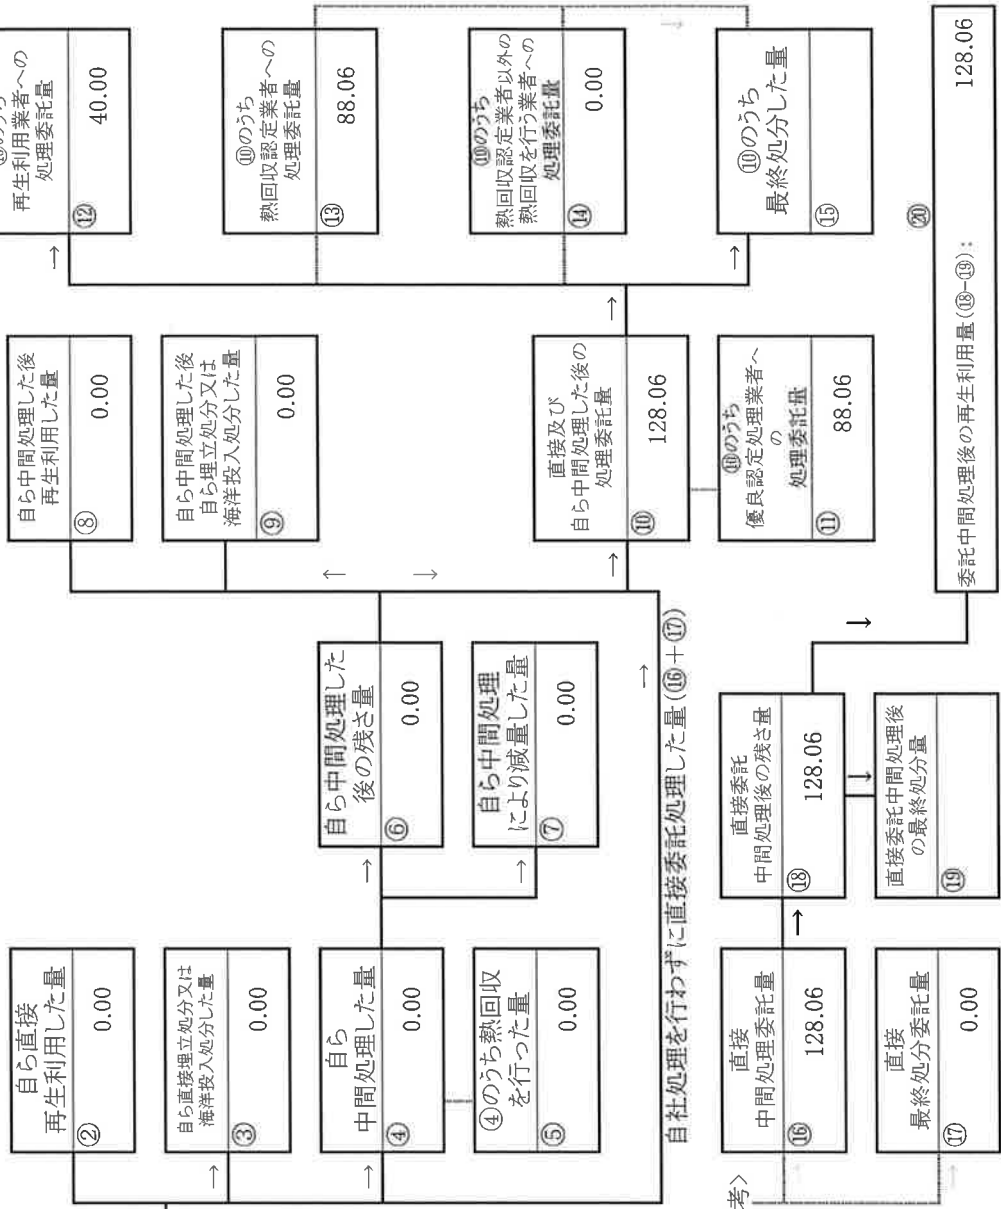 自ら直接
再生利用した量
②
0.00
自ら直接埋立処分又は
海洋投入処分した量
③
0.00
自ら
中間処理した量
④
0.00
④のうち熱回収
を行った量
⑤
0.00
自ら中間処理した
後の残さ量
⑥
0.00
自ら中間処理
により減量した量
⑦
0.00
自ら中間処理した後
再生利用した量
⑧
0.00
自ら中間処理した後
自ら埋立処分又は
海洋投入処分した量
⑨
0.00
直接及び
自ら中間処理した後の
処理委託量
⑩
128.06
⑩のうち
優良認定処理業者へ
の
処理委託量
⑪
88.06
再生利用業者への
処理委託量
⑫
40.00
⑩のうち
熱回収認定業者への
処理委託量
⑬
88.06
⑩のうち
熱回収認定業者以外の
熱回収を行う業者への
処理委託量
⑭
0.00
⑩のうち
最終処分した量
⑮
自社処理を行わずに直接委託処理した量(⑯+⑰)
考>
直接
中間処理委託量
⑯
128.06
直接
最終処分委託量
⑰
0.00
直接委託
中間処理後の残さ量
⑱
128.06
直接委託中間処理後
の最終処分量
⑲
⑳
委託中間処理後の再生利用量(⑱-⑲):
128.06